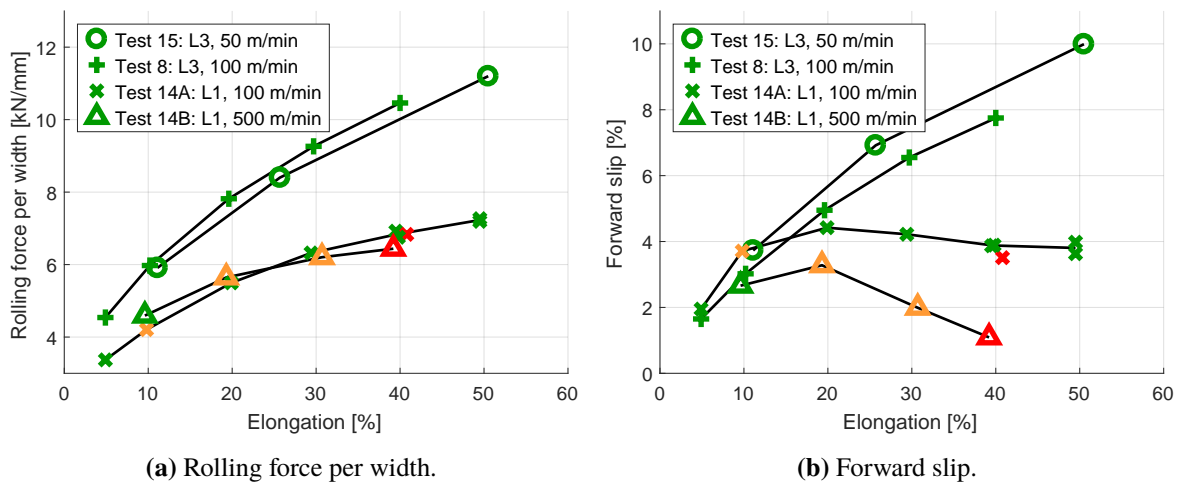 Test 15: L3, 50 m/min
Test 8: L3, 100 m/min
Test 14A: L1, 100 m/min
Test 14B: L1, 500 m/min
12
10
8
6
4
0
10
20
30
40
50
60
Rolling force per width [kN/mm]
Elongation [%]
(a) Rolling force per width.
Test 15: L3, 50 m/min
Test 8: L3, 100 m/min
Test 14A: L1, 100 m/min
Test 14B: L1, 500 m/min
10
8
6
4
2
0
0
10
20
30
40
50
60
Forward slip [%]
Elongation [%]
(b) Forward slip.